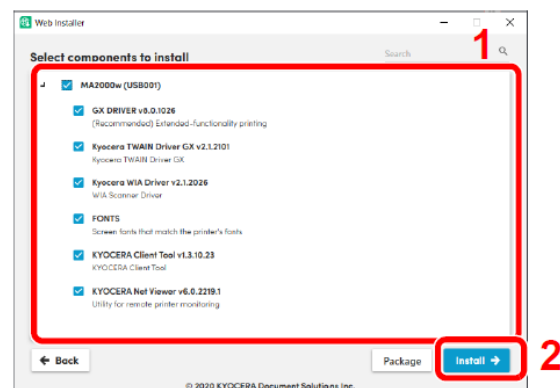 Web Installer
1
Select components to install
Search
MA2000w (USB001)
GX DRIVER v8.0.1026
(Recommended) Extended-functionality printing
Kyocera TWAIN Driver GX v2.1.2101
Kyocera TWAIN Driver GX
Kyocera WIA Driver v2.1.2026
WIA Scanner Driver
FONTS
Screen fonts that match the printer's fonts
KYOCERA Client Tool v1.3.10.23
KYOCERA Client Tool
KYOCERA Net Viewer v6.0.2219.1
Utility for remote printer monitoring
Back
Package
Install
2
© 2020 KYOCERA Document Solutions Inc.